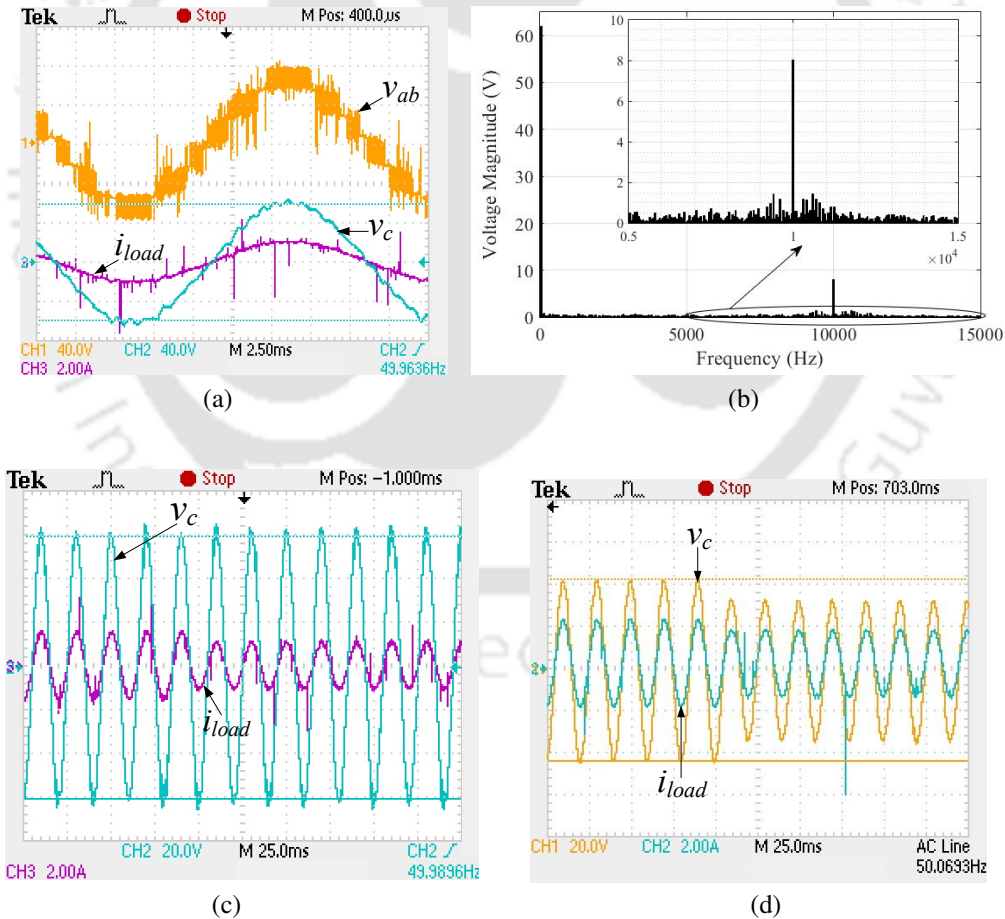 Tek Stop M Pos: 400.0µs
v_ab
v_c
i_load
1
3
CH1 40.0V CH2 40.0V M 2.50ms CH2
CH3 2.00A 49.9636Hz
(a)
Voltage Magnitude (V)
60
50
40
30
20
10
0
10
8
6
4
2
0
0.5 1 1.5
×10^4
0 5000 10000 15000
Frequency (Hz)
(b)
Tek Stop M Pos: -1.000ms
v_c
i_load
CH2 20.0V M 25.0ms CH2
CH3 2.00A 49.9896Hz
(c)
Tek Stop M Pos: 703.0ms
v_c
2
i_load
CH1 20.0V CH2 2.00A M 25.0ms AC Line
50.0693Hz
(d)